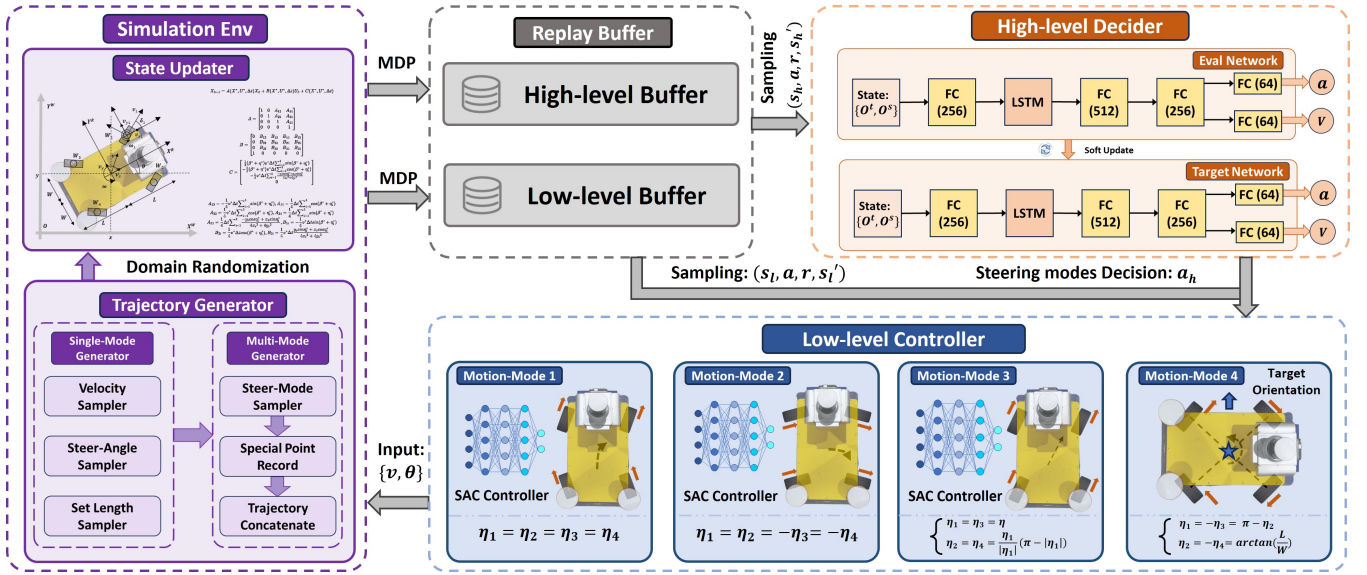 Simulation Env
State Updater
Domain Randomization
Trajectory Generator
Single-Mode
Generator
Velocity
Sampler
Steer-Angle
Sampler
Set Length
Sampler
Multi-Mode
Generator
Steer-Mode
Sampler
Special Point
Record
Trajectory
Concatenate
MDP
MDP
Replay Buffer
High-level Buffer
Low-level Buffer
Sampling
(s_h, a, r, s_h′)
High-level Decider
Eval Network
State:
{O^t, O^s}
FC
(256)
LSTM
FC
(512)
FC
(256)
FC (64)
a
FC (64)
V
Soft Update
Target Network
State:
{O^t, O^s}
FC
(256)
LSTM
FC
(512)
FC
(256)
FC (64)
a
FC (64)
V
Sampling: (s_l, a, r, s_l′)
Steering modes Decision: a_h
Low-level Controller
Motion-Mode 1
SAC Controller
η₁ = η₂ = η₃ = η₄
Motion-Mode 2
SAC Controller
η₁ = η₂ = −η₃= −η₄
Motion-Mode 3
SAC Controller
η₁ = η₃ = η
η₂ = η₄ = η₁/|η₁| (π − |η₁|)
Motion-Mode 4
Target
Orientation
η₁ = −η₃ = π − η₂
η₂ = −η₄= arctan(L/W)
Input:
{v, θ}